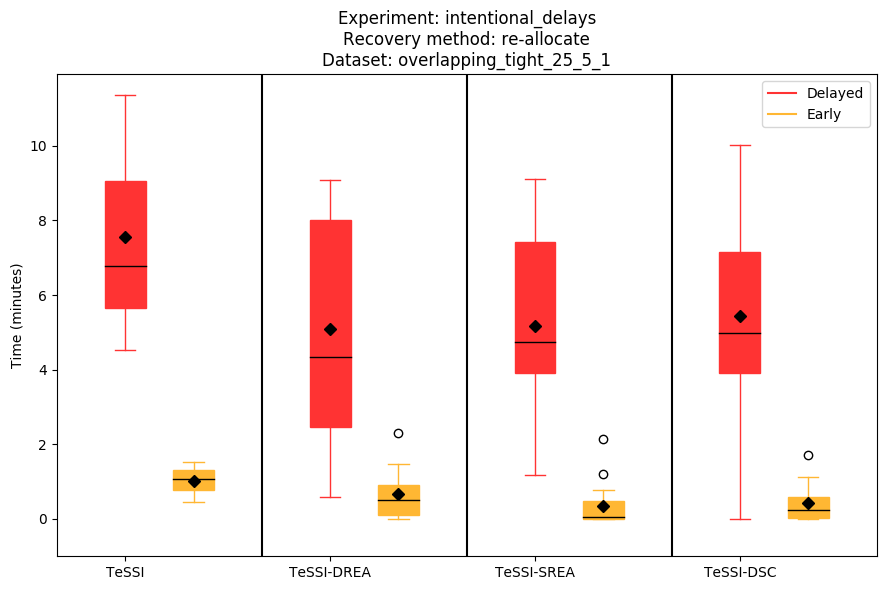 Experiment: intentional_delays
Recovery method: re-allocate
Dataset: overlapping_tight_25_5_1
Delayed
Early
Time (minutes)
10
8
6
4
2
0
TeSSI
TeSSI-DREA
TeSSI-SREA
TeSSI-DSC